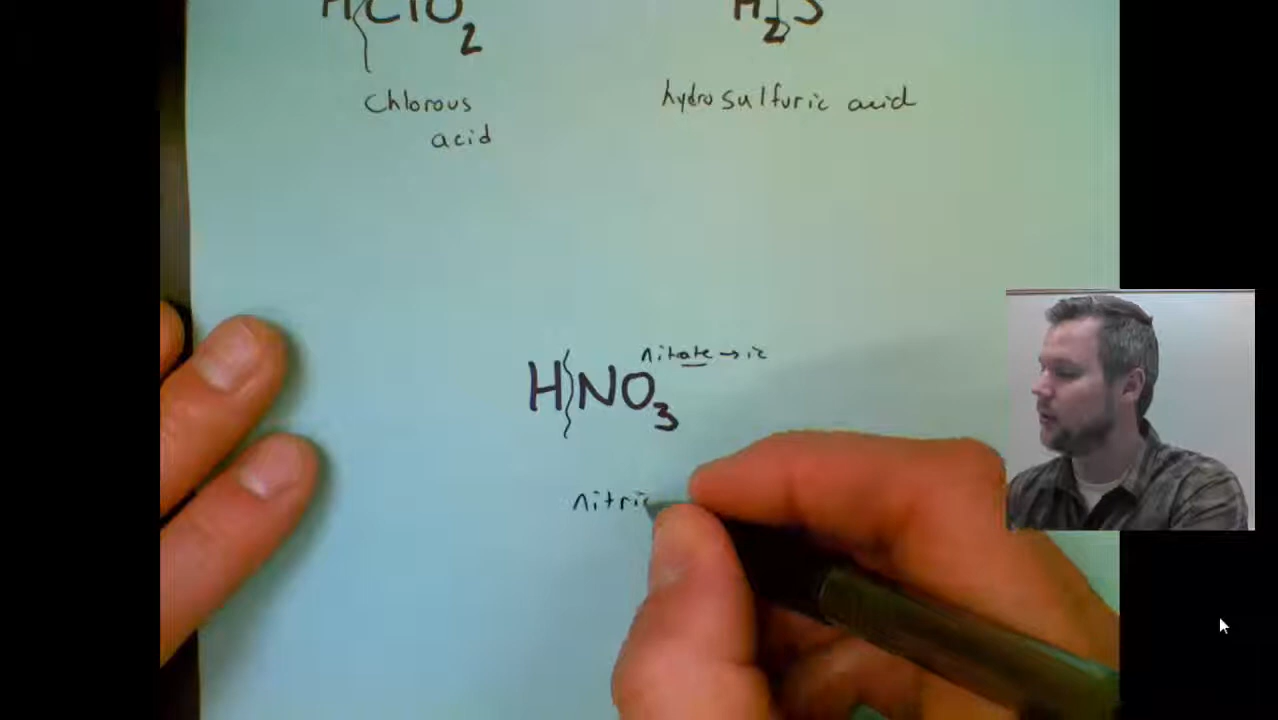 HClO2
H2S
chlorous
acid
hydrosulfuric acid
nitrate → ic
HNO3
nitric